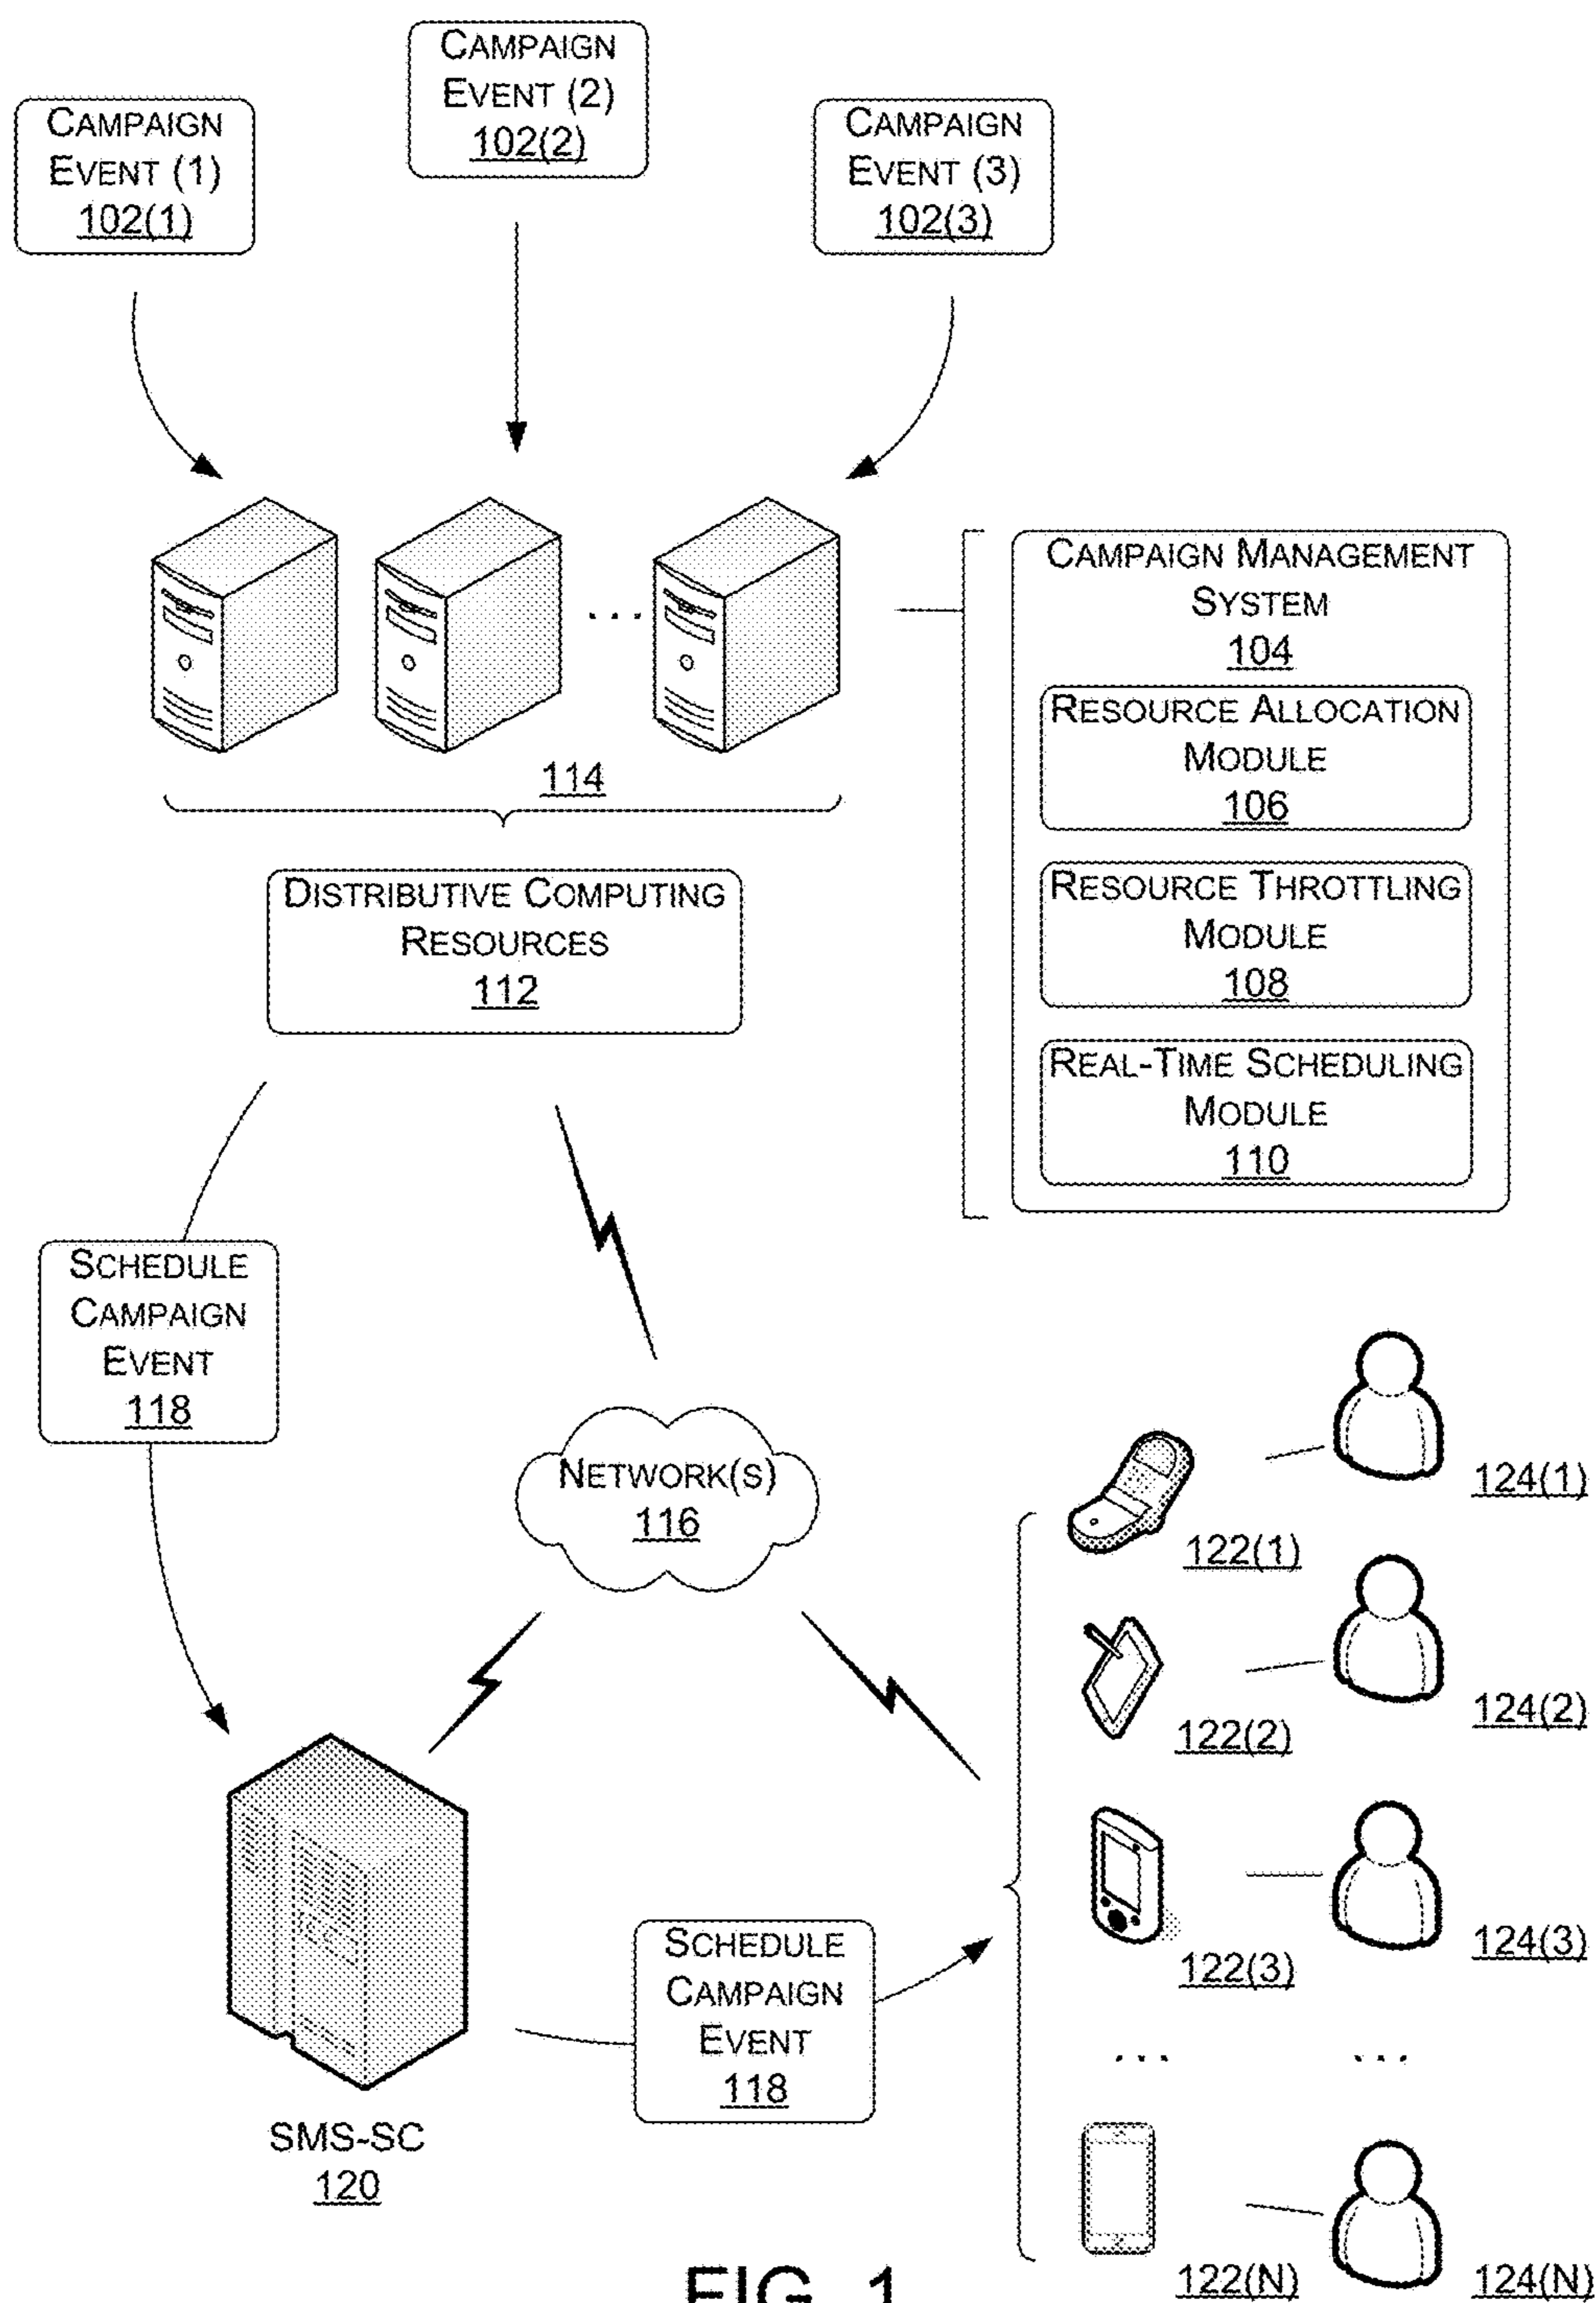 CAMPAIGN
EVENT (1)
102(1)
CAMPAIGN
EVENT (2)
102(2)
CAMPAIGN
EVENT (3)
102(3)
...
114
DISTRIBUTIVE COMPUTING
RESOURCES
112
CAMPAIGN MANAGEMENT
SYSTEM
104
RESOURCE ALLOCATION
MODULE
106
RESOURCE THROTTLING
MODULE
108
REAL-TIME SCHEDULING
MODULE
110
SCHEDULE
CAMPAIGN
EVENT
118
NETWORK(S)
116
SMS-SC
120
SCHEDULE
CAMPAIGN
EVENT
118
122(1)
124(1)
122(2)
124(2)
122(3)
124(3)
... ...
122(N)
124(N)
FIG. 1